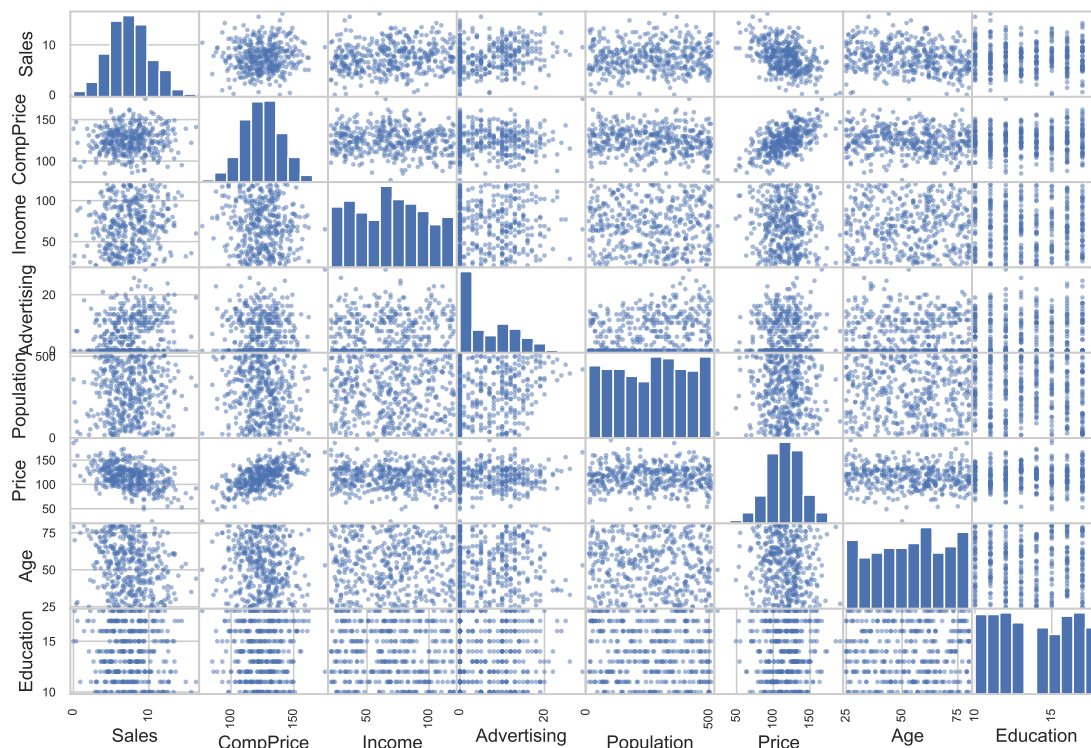 Sales
10
0
CompPrice
150
100
Income
100
50
Advertising
20
0
Population
500
0
Price
150
100
50
Age
75
50
25
Education
15
10
0 10 100 150 50 100 0 20 0 500 50 100 150 25 50 75 10 15
Sales CompPrice Income Advertising Population Price Age Education